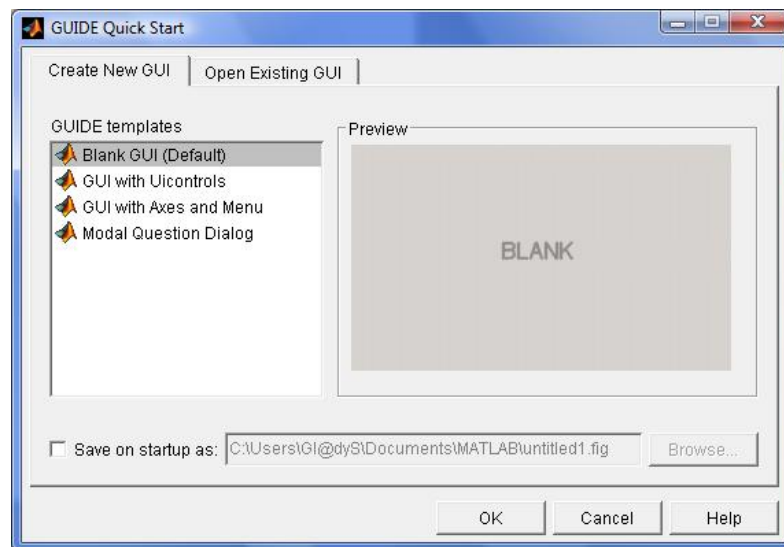 GUIDE Quick Start
Create New GUI
Open Existing GUI
GUIDE templates
Blank GUI (Default)
GUI with Uicontrols
GUI with Axes and Menu
Modal Question Dialog
Preview
BLANK
Save on startup as:
C:\Users\Gl@dyS\Documents\MATLAB\untitled1.fig
Browse...
OK
Cancel
Help